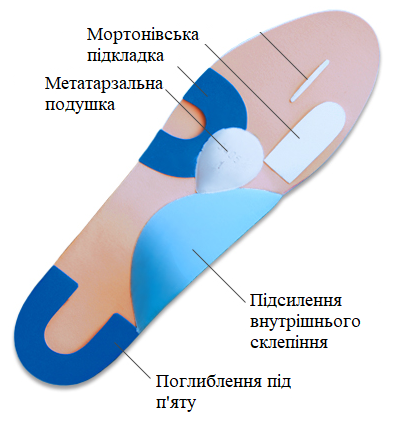 Мортонівська
підкладка
Метатарзальна
подушка
Підсилення
внутрішнього
склепіння
Поглиблення під
п'яту